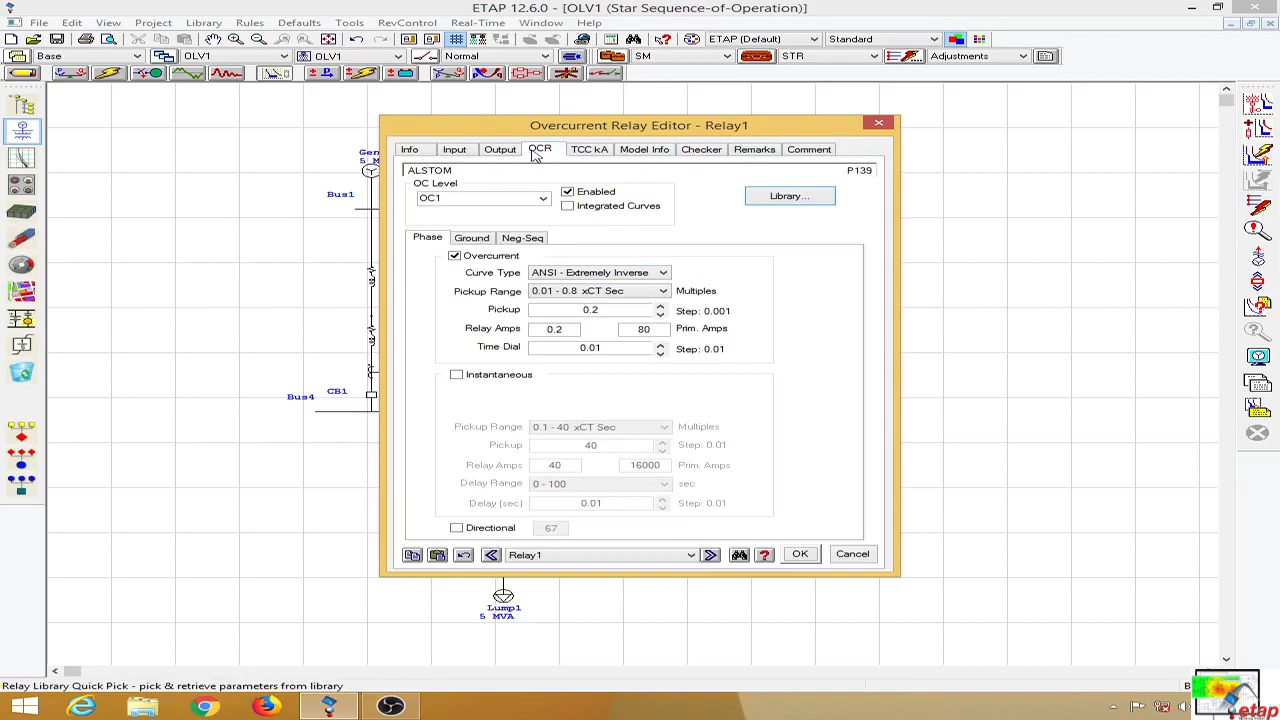 ETAP 12.6.0 - [OLV1 (Star Sequence-of-Operation)]
File Edit View Project Library Rules Defaults Tools RevControl Real-Time Window Help
ETAP (Default) Standard
Base OLV1 OLV1 Normal SM STR Adjustments
Overcurrent Relay Editor - Relay1
Info Input Output OCR TCC kA Model Info Checker Remarks Comment
ALSTOM P139
OC Level
OC1
Enabled
Integrated Curves
Library...
Phase Ground Neg-Seq
Overcurrent
Curve Type ANSI - Extremely Inverse
Pickup Range 0.01 - 0.8 xCT Sec Multiples
Pickup 0.2 Step: 0.001
Relay Amps 0.2 80 Prim. Amps
Time Dial 0.01 Step: 0.01
Instantaneous
Pickup Range 0.1 - 40 xCT Sec Multiples
Pickup 40 Step: 0.01
Relay Amps 40 16000 Prim. Amps
Delay Range 0 - 100 sec
Delay (sec) 0.01 Step: 0.01
Directional 67
Relay1 OK Cancel
Bus1
CB1
Bus4
Lump1
5 MVA
Relay Library Quick Pick - pick & retrieve parameters from library
etap